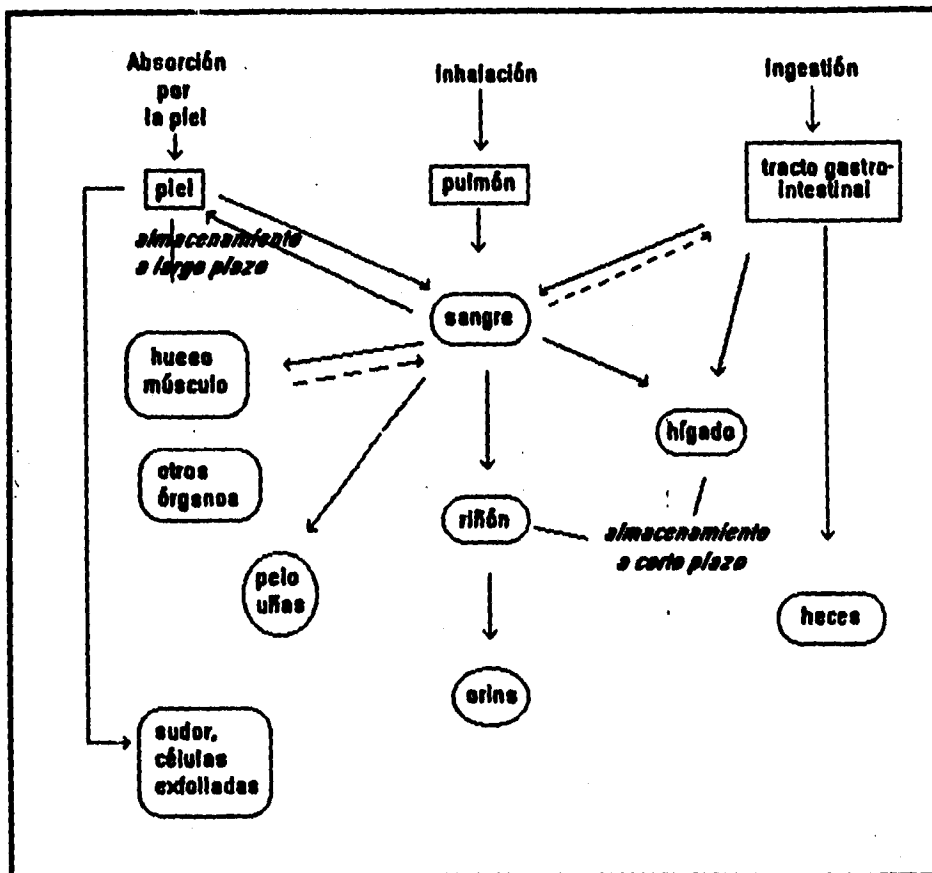 Absorción
por
la piel
inhalación
ingestión
piel
pulmón
tracto gastro-
intestinal
almacenamiento
a largo plazo
sangre
hueso
músculo
hígado
otros
órganos
riñón
almacenamiento
a corto plazo
pelo
uñas
heces
orina
sudor,
células
exfolladas